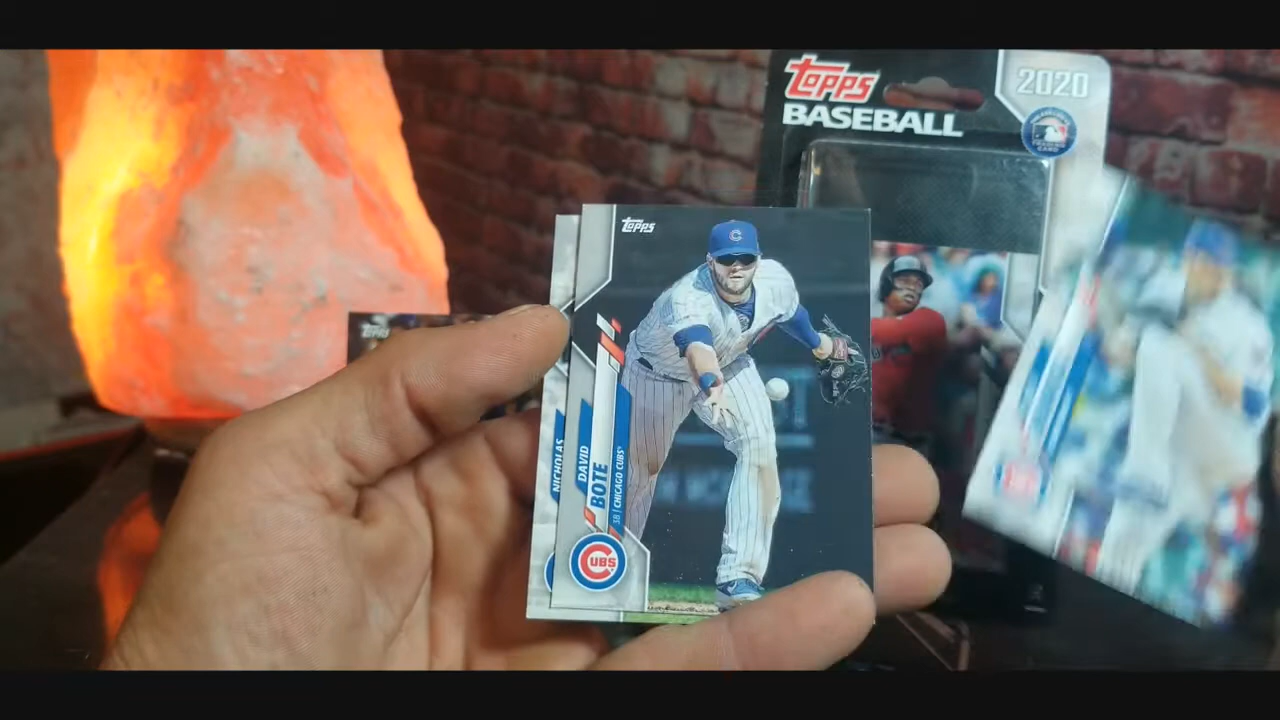 Topps
BASEBALL
2020
Topps
Topps
NICHOLAS
DAVID
BOTE
3B | CHICAGO CUBS
CUBS
C